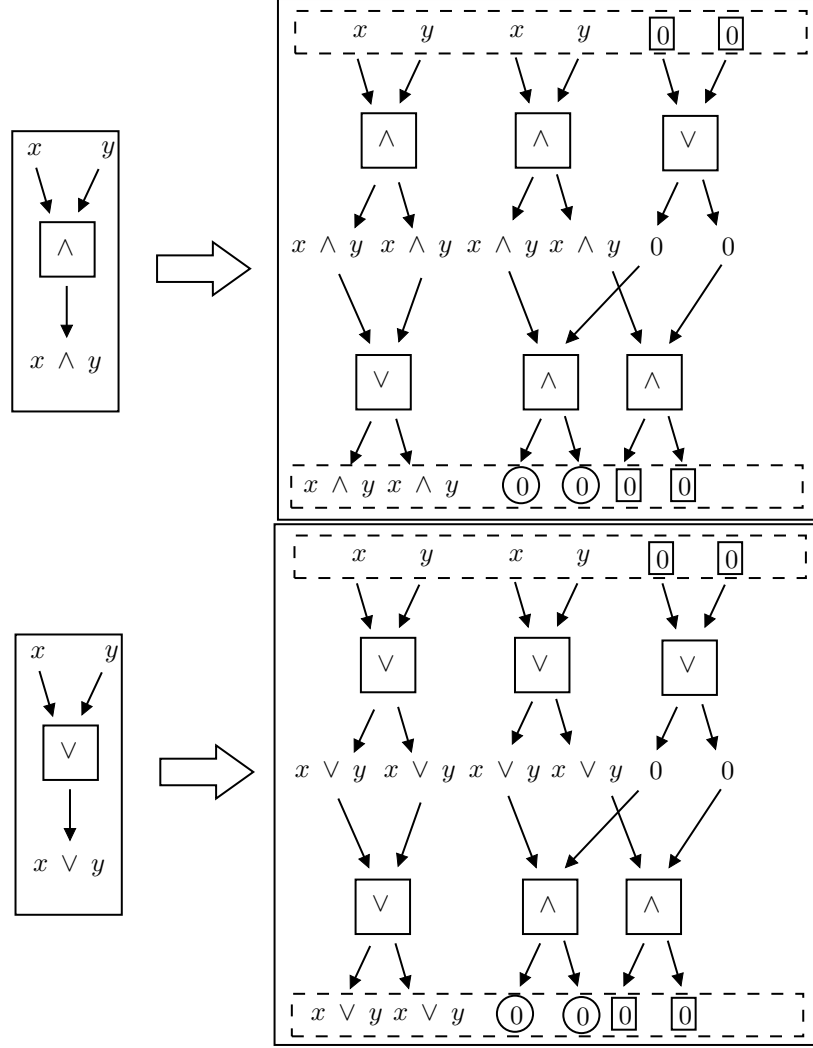 x y x y 0 0
∧ ∧ ∨
x ∧ y x ∧ y x ∧ y x ∧ y 0 0
∨ ∧ ∧
x ∧ y x ∧ y 0 0 0 0
x y
∧
x ∧ y
x y x y 0 0
∨ ∨ ∨
x ∨ y x ∨ y x ∨ y x ∨ y 0 0
∨ ∧ ∧
x ∨ y x ∨ y 0 0 0 0
x y
∨
x ∨ y